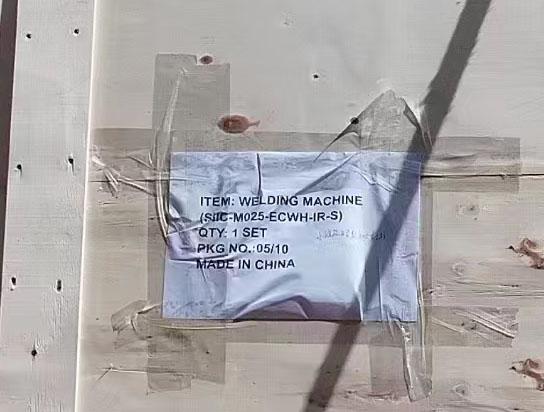 ITEM: WELDING MACHINE
(SIIC-M025-ECWH-IR-S)
QTY: 1 SET
PKG NO.:05/10
MADE IN CHINA